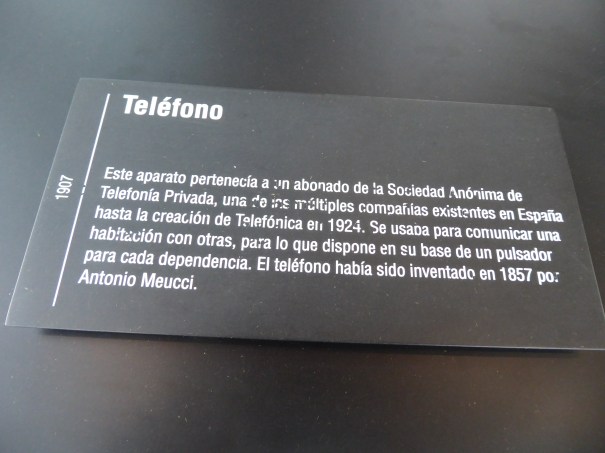 Teléfono
1907
Este aparato pertenecía a un abonado de la Sociedad Anónima de
Telefonía Privada, una de las múltiples compañías existentes en España
hasta la creación de Telefónica en 1924. Se usaba para comunicar una
habitación con otras, para lo que dispone en su base de un pulsador
para cada dependencia. El teléfono había sido inventado en 1857 por
Antonio Meucci.